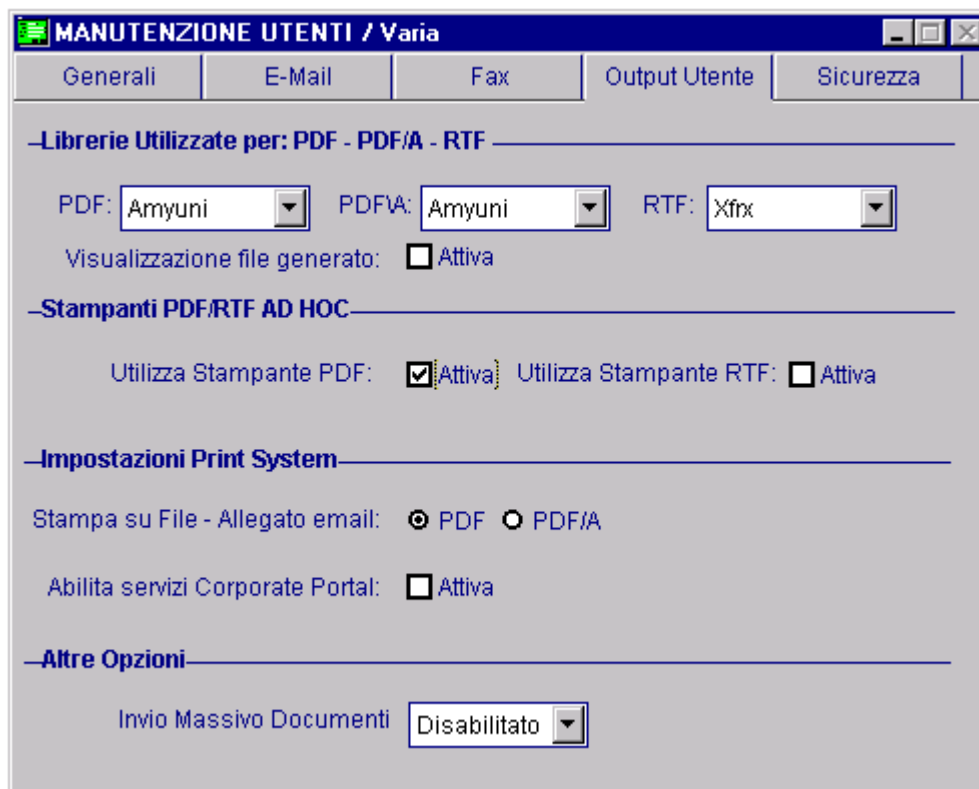 MANUTENZIONE UTENTI / Varia
Generali E-Mail Fax Output Utente Sicurezza
Librerie Utilizzate per: PDF - PDF/A - RTF
PDF: Amyuni PDF\A: Amyuni RTF: Xfrx
Visualizzazione file generato: Attiva
Stampanti PDF/RTF AD HOC
Utilizza Stampante PDF: Attiva Utilizza Stampante RTF: Attiva
Impostazioni Print System
Stampa su File - Allegato email: PDF PDF/A
Abilita servizi Corporate Portal: Attiva
Altre Opzioni
Invio Massivo Documenti Disabilitato